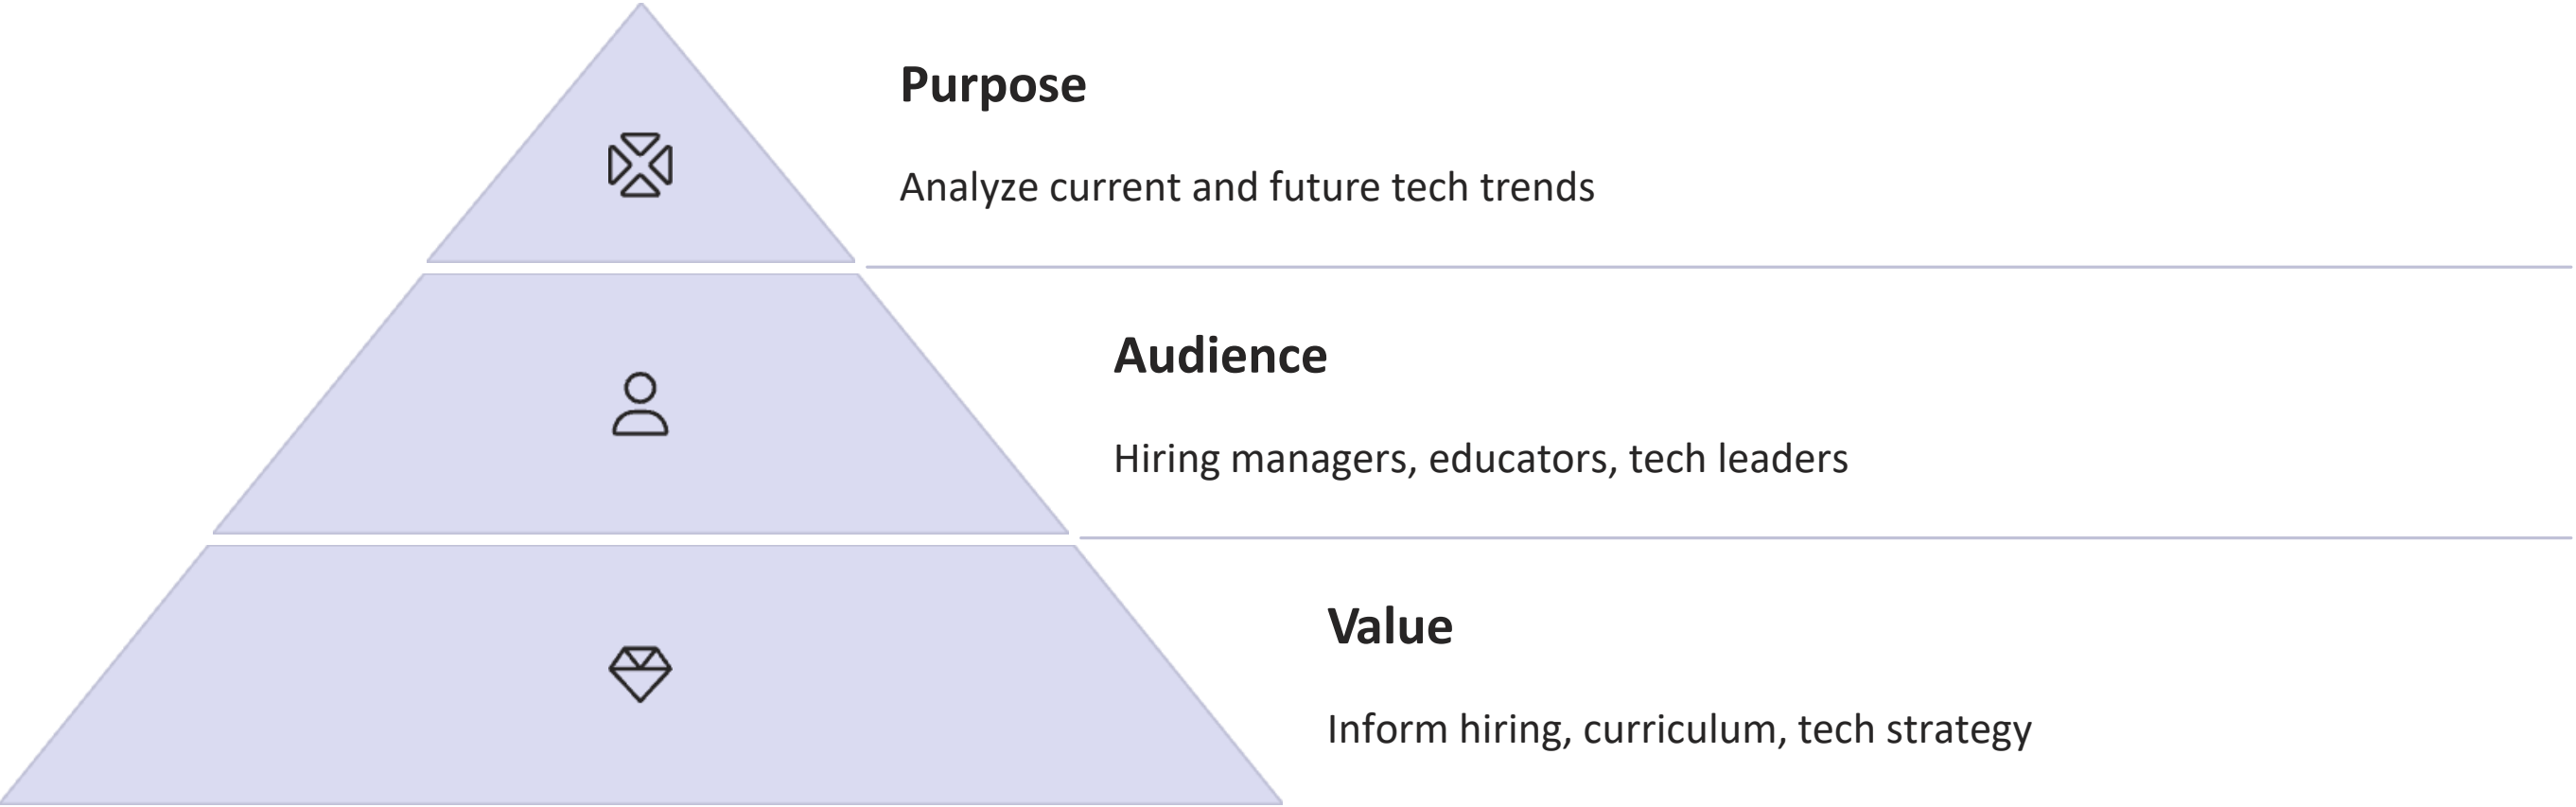 Purpose
Analyze current and future tech trends
Audience
Hiring managers, educators, tech leaders
Value
Inform hiring, curriculum, tech strategy